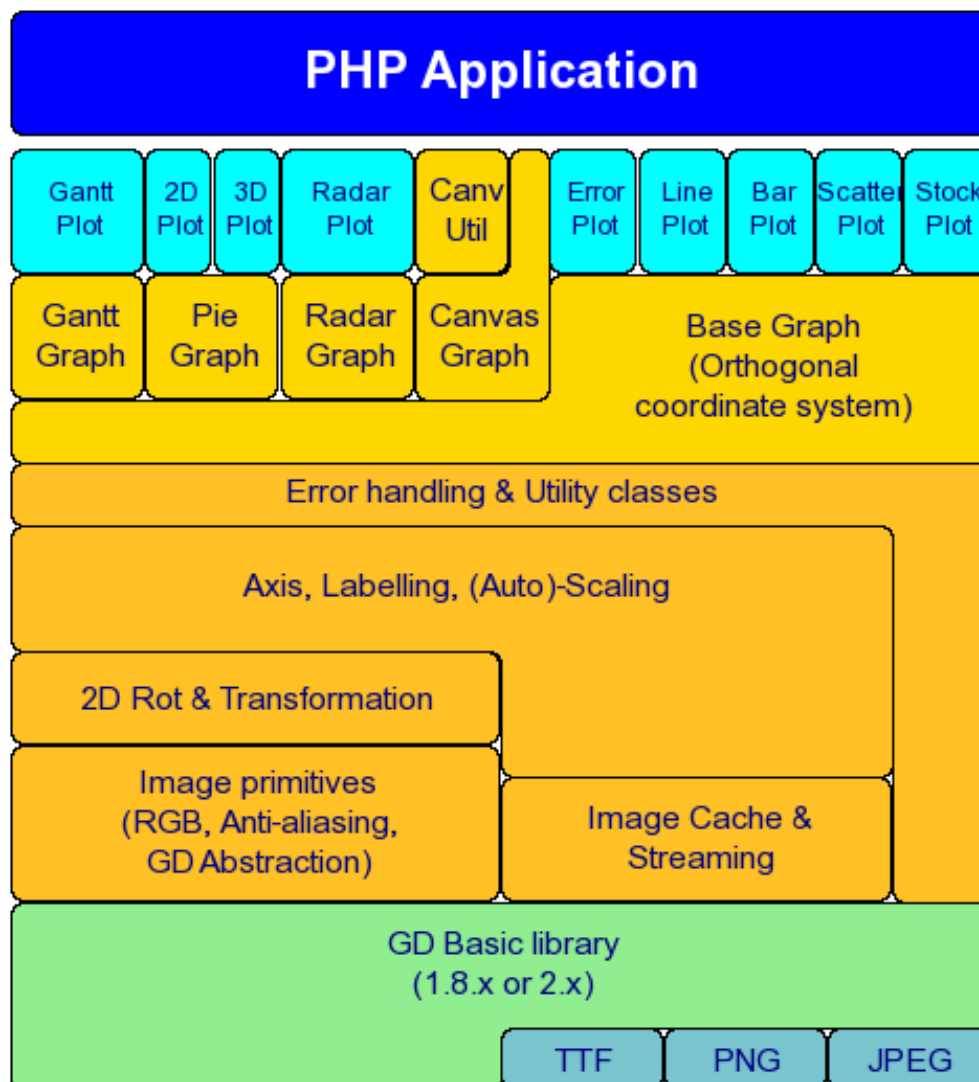 PHP Application
Gantt
Plot
2D
Plot
3D
Plot
Radar
Plot
Canv
Util
Error
Plot
Line
Plot
Bar
Plot
Scatter
Plot
Stock
Plot
Gantt
Graph
Pie
Graph
Radar
Graph
Canvas
Graph
Base Graph
(Orthogonal
coordinate system)
Error handling & Utility classes
Axis, Labelling, (Auto)-Scaling
2D Rot & Transformation
Image primitives
(RGB, Anti-aliasing,
GD Abstraction)
Image Cache &
Streaming
GD Basic library
(1.8.x or 2.x)
TTF
PNG
JPEG